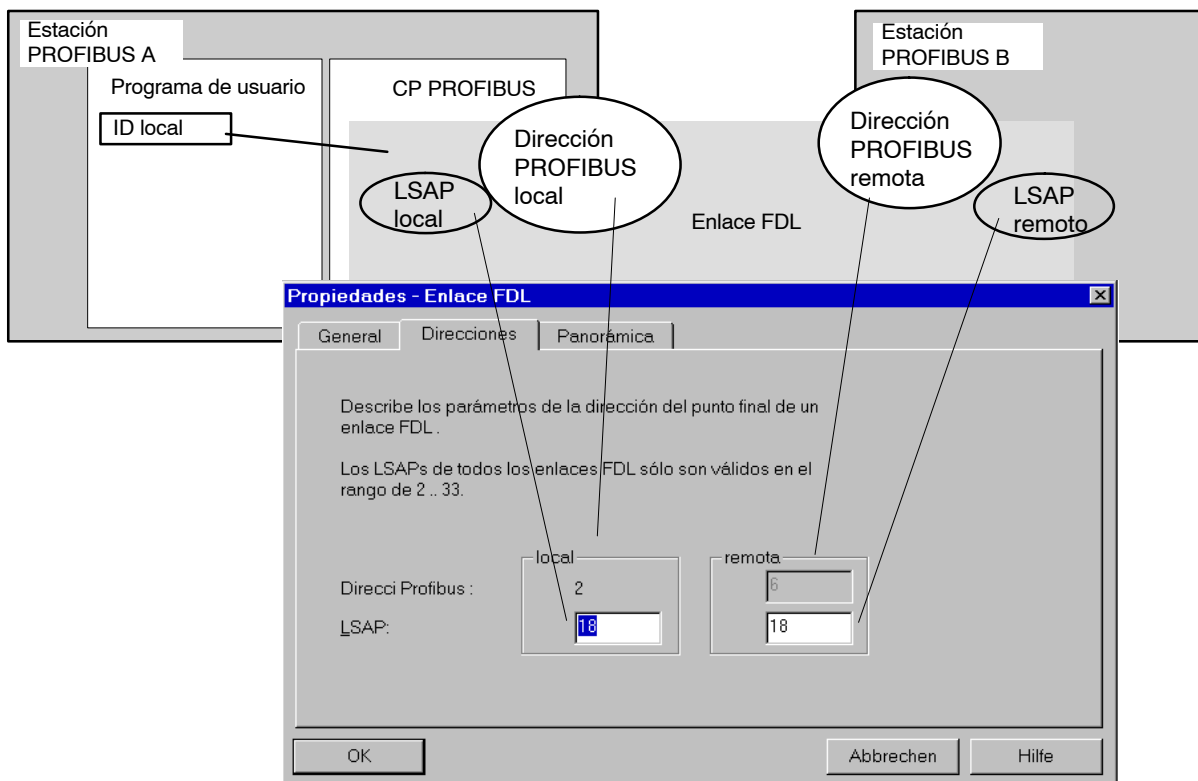 Estación
PROFIBUS A
Programa de usuario
ID local
CP PROFIBUS
LSAP
local
Dirección
PROFIBUS
local
Enlace FDL
Estación
PROFIBUS B
Dirección
PROFIBUS
remota
LSAP
remoto
Propiedades - Enlace FDL
General
Direcciones
Panorámica
Describe los parámetros de la dirección del punto final de un
enlace FDL .
Los LSAPs de todos los enlaces FDL sólo son válidos en el
rango de 2 .. 33.
local
remota
Direcci Profibus :
2
6
LSAP:
18
18
OK
Abbrechen
Hilfe